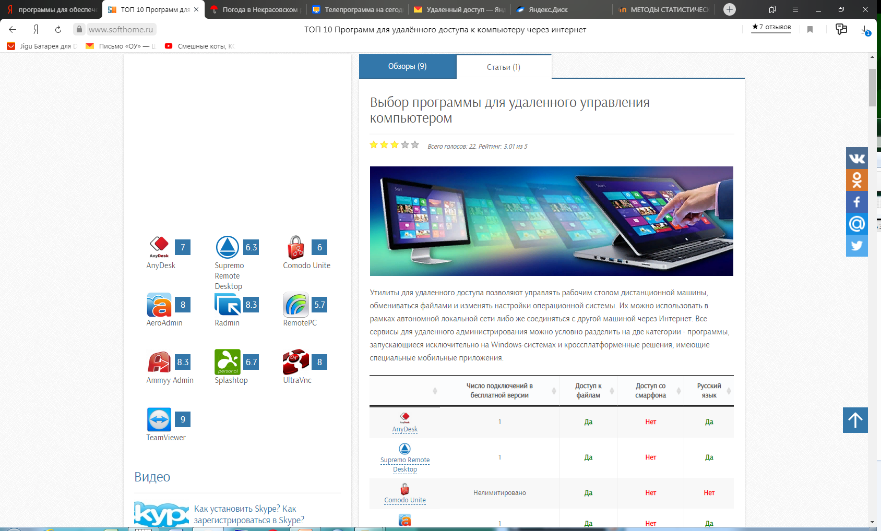 программы для обеспече
ТОП 10 Программ для
Погода в Некрасовском
Телепрограмма на сегод
Удаленный доступ — Ян
Яндекс.Диск
МЕТОДЫ СТАТИСТИЧЕС
www.softhome.ru
ТОП 10 Программ для удалённого доступа к компьютеру через интернет
★ 7 отзывов
Jigu Батарея для
Письмо «ОУ» —
Смешные коты, К
Обзоры (9)
Статьи (1)
Выбор программы для удаленного управления
компьютером
Всего голосов: 22. Рейтинг: 3.01 из 5
7
AnyDesk
6.3
Supremo
Remote
Desktop
6
Comodo Unite
8
AeroAdmin
8.3
Radmin
5.7
RemotePC
8.3
Ammyy Admin
6.7
Splashtop
8
UltraVnc
9
TeamViewer
Видео
Как установить Skype? Как
зарегистрироваться в Skype?
Утилиты для удаленного доступа позволяют управлять рабочим столом дистанционной машины,
обмениваться файлами и изменять настройки операционной системы. Их можно использовать в
рамках автономной локальной сети либо же соединяться с другой машиной через Интернет. Все
сервисы для удаленного администрирования можно условно разделить на две категории - программы,
запускающиеся исключительно на Windows-системах и кроссплатформенные решения, имеющие
специальные мобильные приложения.
Число подключений в
бесплатной версии
Доступ к
файлам
Доступ со
смарфона
Русский
язык
AnyDesk
1
Да
Нет
Да
Supremo Remote
Desktop
1
Да
Нет
Да
Comodo Unite
Нелимитировано
Да
Нет
Нет
1
Да
Нет
Да